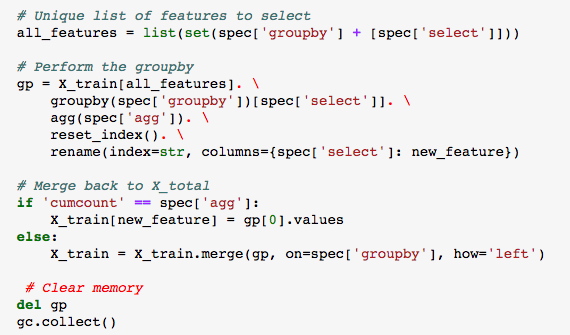 # Unique list of features to select
all_features = list(set(spec['groupby'] + [spec['select']]))
# Perform the groupby
gp = X_train[all_features]. \
groupby(spec['groupby'])[spec['select']]. \
agg(spec['agg']). \
reset_index(). \
rename(index=str, columns={spec['select']: new_feature})
# Merge back to X_total
if 'cumcount' == spec['agg']:
X_train[new_feature] = gp[0].values
else:
X_train = X_train.merge(gp, on=spec['groupby'], how='left')
# Clear memory
del gp
gc.collect()